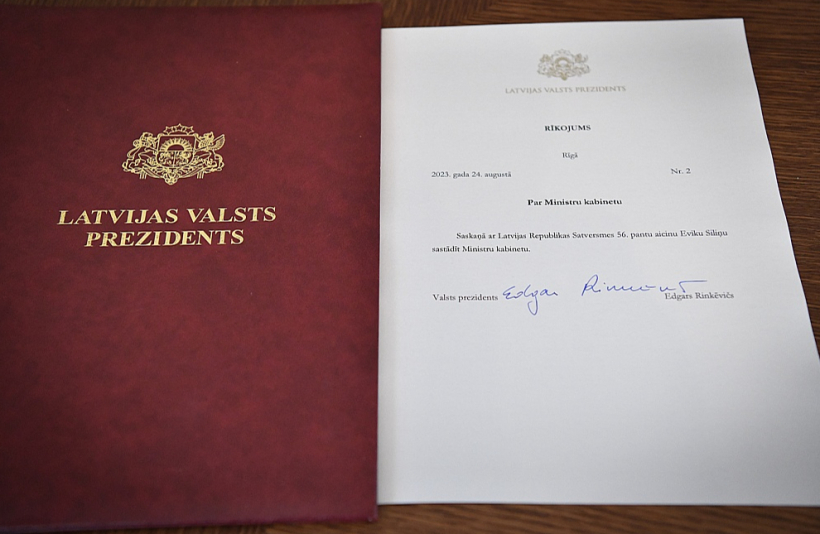 LATVIJAS VALSTS
PREZIDENTS
LATVIJAS VALSTS PREZIDENTS
RĪKOJUMS
Rīgā
2023. gada 24. augustā
Nr. 2
Par Ministru kabinetu
Saskaņā ar Latvijas Republikas Satversmes 56. pantu aicinu Eviku Siliņu
sastādīt Ministru kabinetu.
Valsts prezidents
Edgars Rinkēvičs